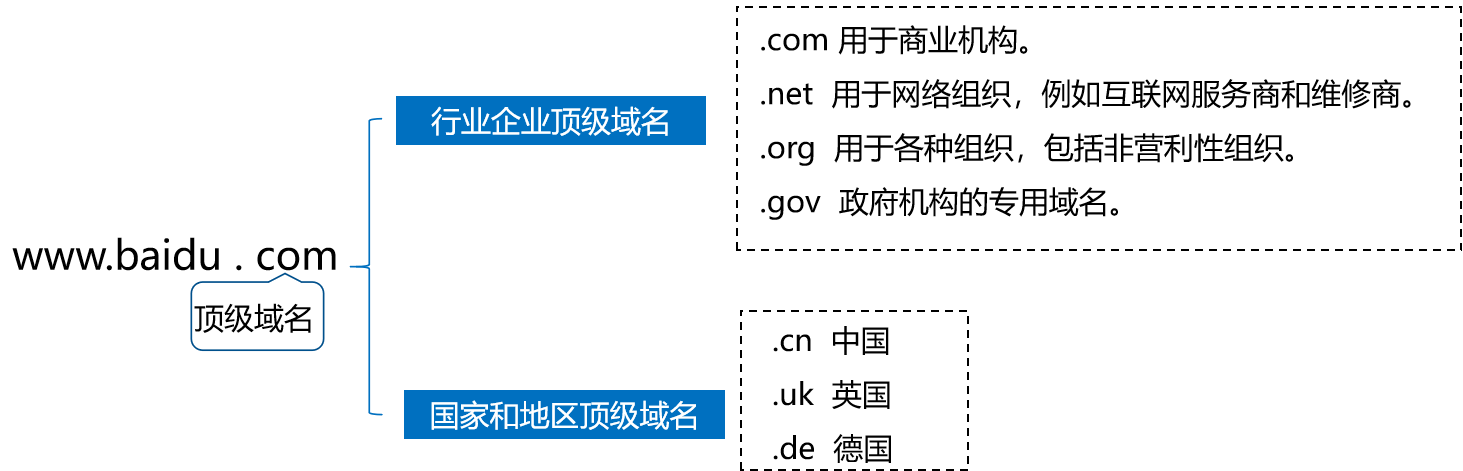 www.baidu . com
顶级域名
行业企业顶级域名
.com 用于商业机构。
.net 用于网络组织，例如互联网服务商和维修商。
.org 用于各种组织，包括非营利性组织。
.gov 政府机构的专用域名。
国家和地区顶级域名
.cn 中国
.uk 英国
.de 德国